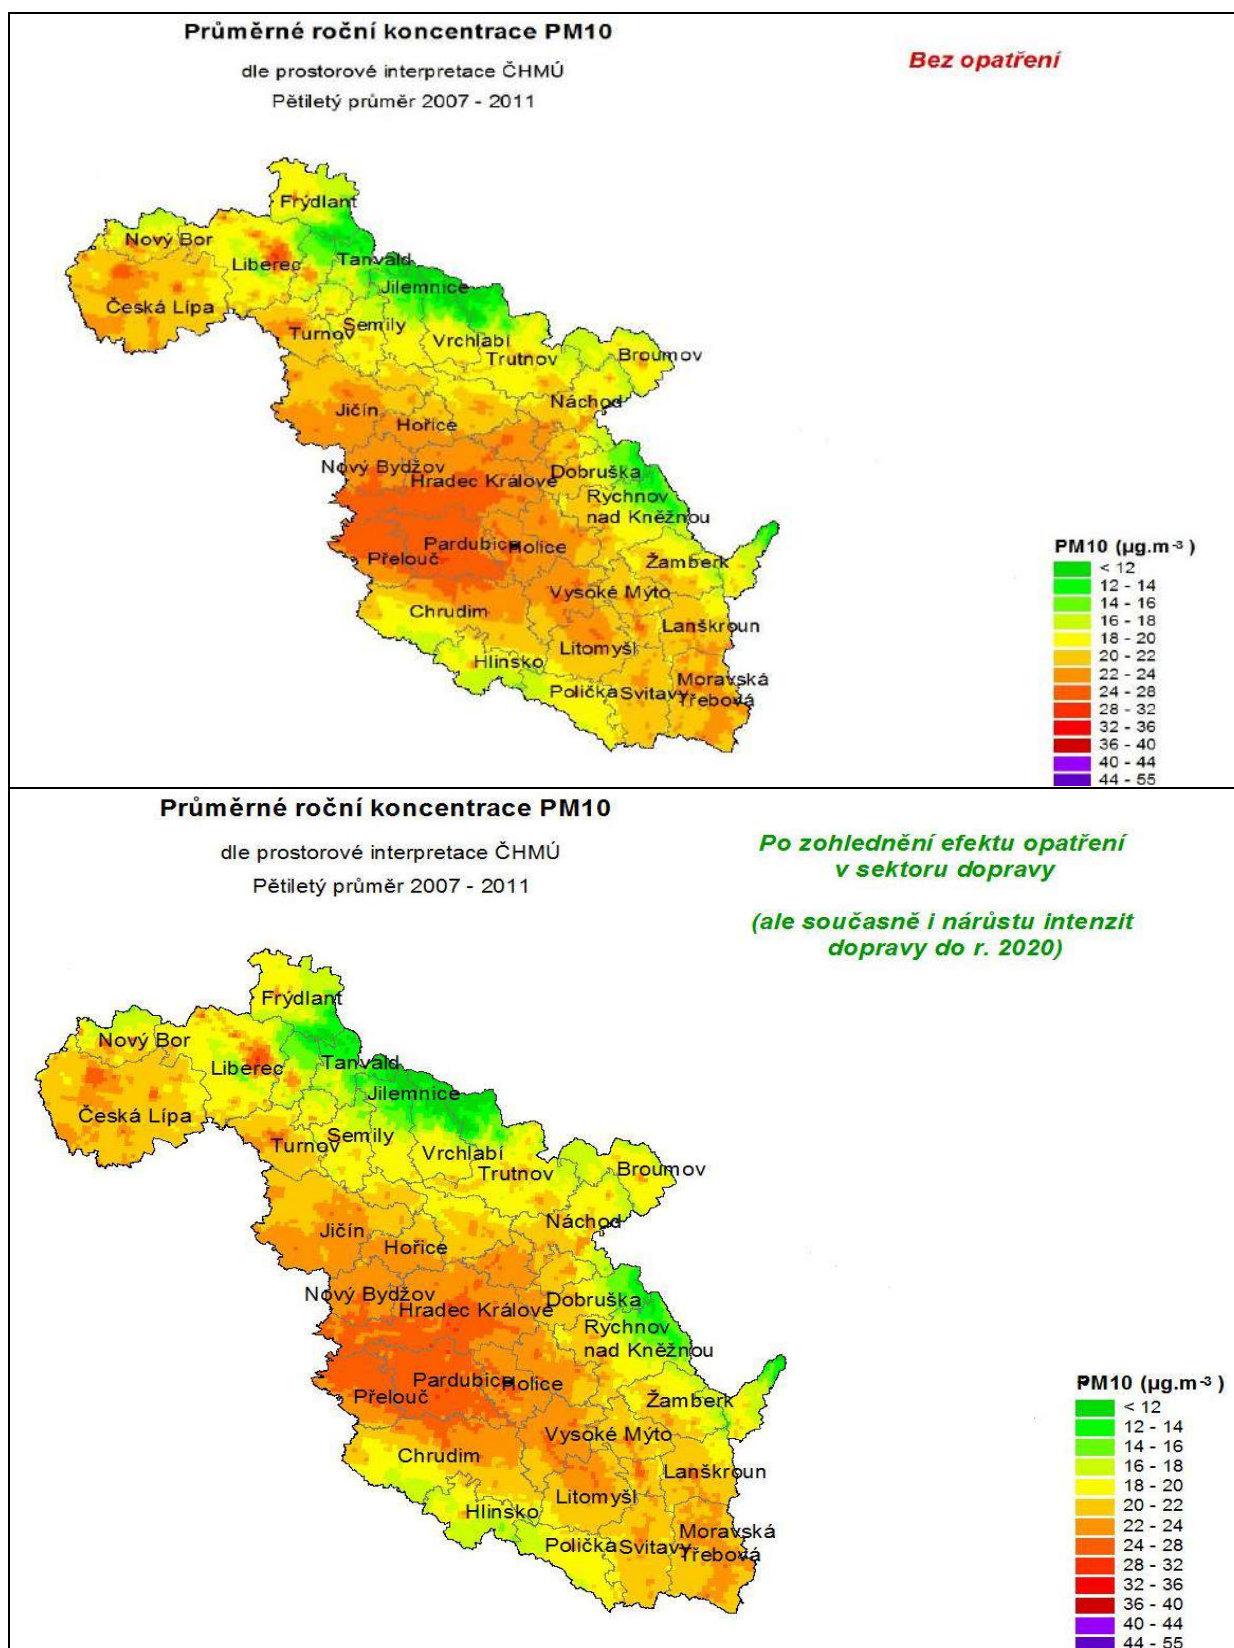 Průměrné roční koncentrace PM10
dle prostorové interpretace ČHMÚ
Pětiletý průměr 2007 - 2011
Bez opatření
Frýdlant
Nový Bor
Liberec
Tanvald
Jilemnice
Česká Lípa
Turnov
Semily
Vrchlabí
Trutnov
Broumov
Jičín
Náchod
Hořice
Nový Bydžov
Hradec Králové
Dobruška
Rychnov
nad Kněžnou
Pardubice
Holice
Přelouč
Žamberk
Vysoké Mýto
Chrudim
Lanškroun
Litomyšl
Hlinsko
Polička
Svitavy
Moravská
Třebová
PM10 (µg.m-³ )
< 12
12 - 14
14 - 16
16 - 18
18 - 20
20 - 22
22 - 24
24 - 28
28 - 32
32 - 36
36 - 40
40 - 44
44 - 55
Průměrné roční koncentrace PM10
dle prostorové interpretace ČHMÚ
Pětiletý průměr 2007 - 2011
Po zohlednění efektu opatření
v sektoru dopravy
(ale současně i nárůstu intenzit
dopravy do r. 2020)
Frýdlant
Nový Bor
Liberec
Tanvald
Jilemnice
Česká Lípa
Turnov
Semily
Vrchlabí
Trutnov
Broumov
Jičín
Náchod
Hořice
Nový Bydžov
Hradec Králové
Dobruška
Rychnov
nad Kněžnou
Pardubice
Holice
Přelouč
Žamberk
Vysoké Mýto
Chrudim
Lanškroun
Litomyšl
Hlinsko
Polička
Svitavy
Moravská
Třebová
PM10 (µg.m-³ )
< 12
12 - 14
14 - 16
16 - 18
18 - 20
20 - 22
22 - 24
24 - 28
28 - 32
32 - 36
36 - 40
40 - 44
44 - 55